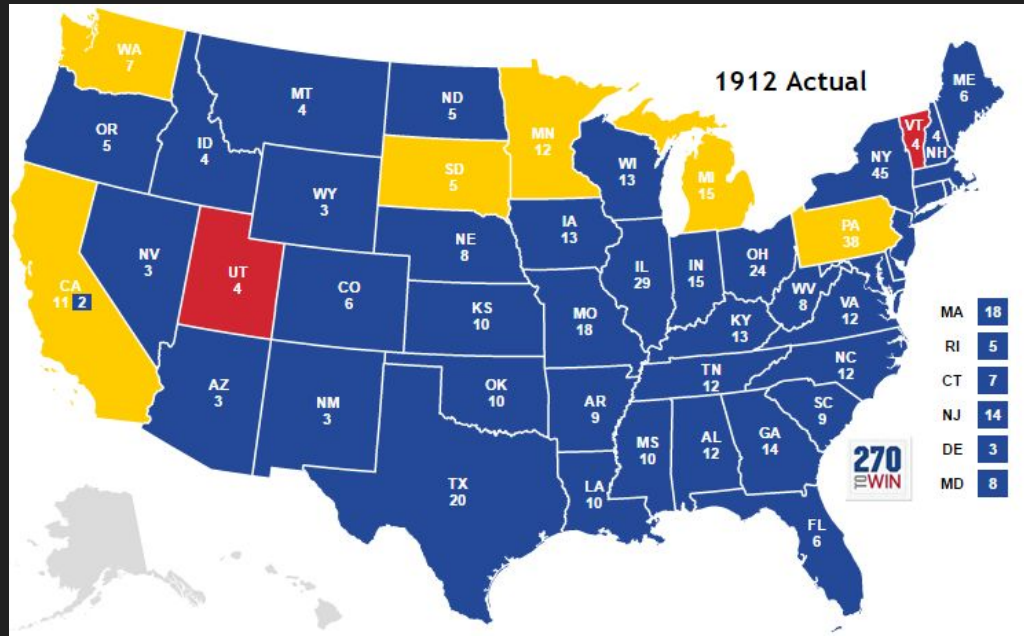 1912 Actual
WA
7
OR
5
ID
4
MT
4
ND
5
MN
12
SD
5
WY
3
WI
13
MI
15
NY
45
VT
4
4
NH
ME
6
CA
11 2
NV
3
UT
4
CO
6
NE
8
IA
13
IL
29
IN
15
OH
24
PA
38
WV
8
VA
12
KS
10
MO
18
KY
13
NC
12
TN
12
AZ
3
NM
3
OK
10
AR
9
SC
9
MS
10
AL
12
GA
14
TX
20
LA
10
FL
6
MA 18
RI 5
CT 7
NJ 14
DE 3
MD 8
270
TO WIN